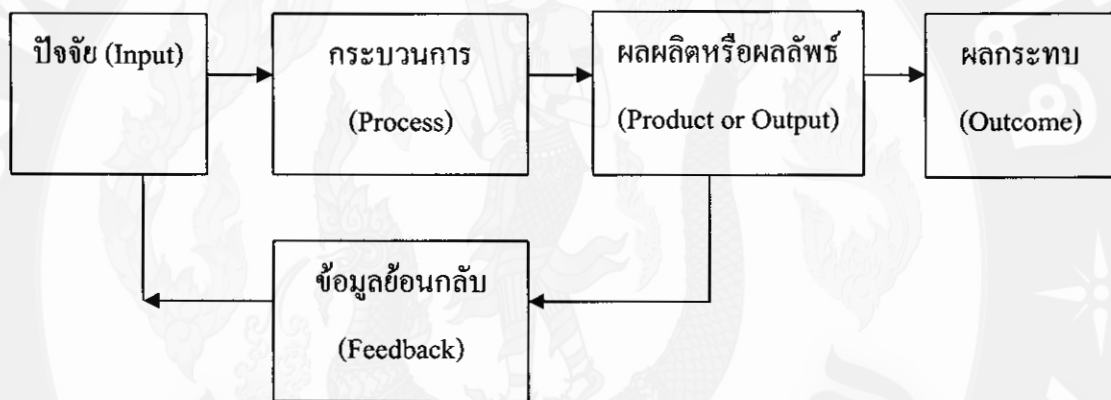 ปัจจัย (Input)
กระบวนการ
(Process)
ผลผลิตหรือผลลัพธ์
(Product or Output)
ผลกระทบ
(Outcome)
ข้อมูลย้อนกลับ
(Feedback)